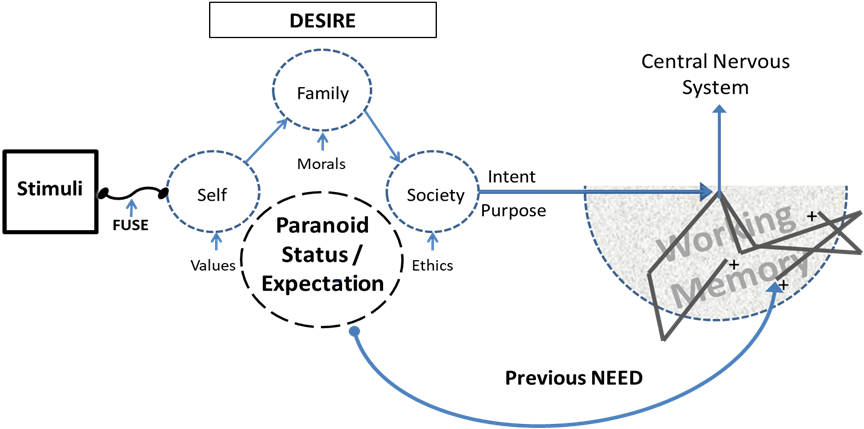 DESIRE
Central Nervous
System
Family
Morals
Stimuli
FUSE
Self
Values
Society
Ethics
Intent
Purpose
Paranoid
Status /
Expectation
Working
Memory
+
+
+
Previous NEED